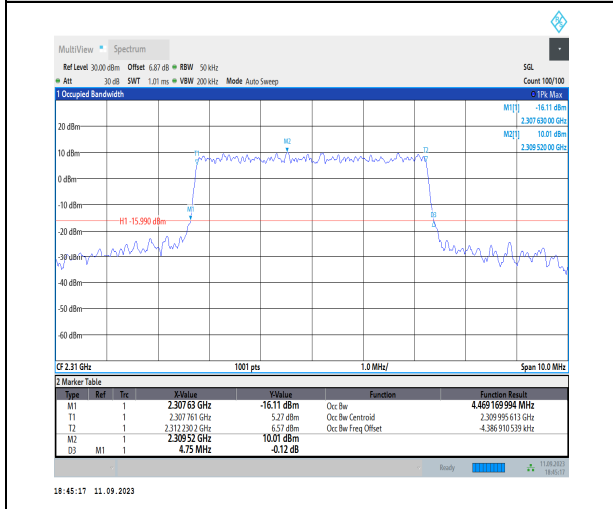 MultiView Spectrum
Ref Level 30.00 dBm Offset 6.87 dB RBW 50 kHz SGL
Att 30 dB SWT 1.01 ms VBW 200 kHz Mode Auto Sweep Count 100/100
1 Occupied Bandwidth 1Pk Max
M1[1] -16.11 dBm
2.307 630 00 GHz
M2[1] 10.01 dBm
2.309 520 00 GHz
20 dBm
M2
10 dBm
T1
T2
0 dBm
-10 dBm
M1
D3
H1 -15.990 dBm
-20 dBm
-30 dBm
-40 dBm
-50 dBm
-60 dBm
CF 2.31 GHz 1001 pts 1.0 MHz/ Span 10.0 MHz
2 Marker Table
Type Ref Trc X-Value Y-Value Function Function Result
M1 1 2.307 63 GHz -16.11 dBm Occ Bw 4.469 169 994 MHz
T1 1 2.307 761 GHz 5.27 dBm Occ Bw Centroid 2.309 995 613 GHz
T2 1 2.312 230 2 GHz 6.57 dBm Occ Bw Freq Offset -4.386 910 539 kHz
M2 1 2.309 52 GHz 10.01 dBm
D3 M1 1 4.75 MHz -0.12 dB
Ready 11.09.2023
18:45:17
18:45:17 11.09.2023